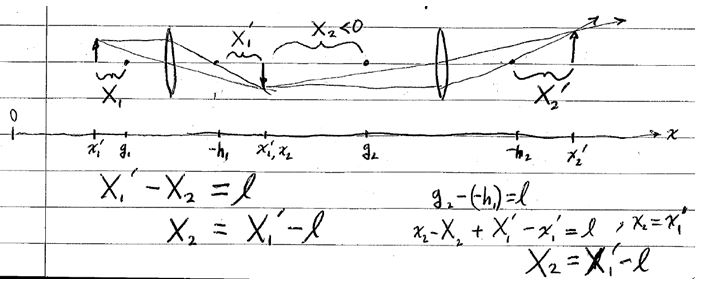 X₁' X₂<0
X₁ X₂'
0
x₁' g₁ -h₁ x₁', x₂ g₂ -h₂ x₂' x
X₁' - X₂ = l
X₂ = X₁' - l
g₂-(-h₁)=l
x₂-X₂ + X₁' - x₁' = l , x₂=x₁'
X₂ = X₁' - l